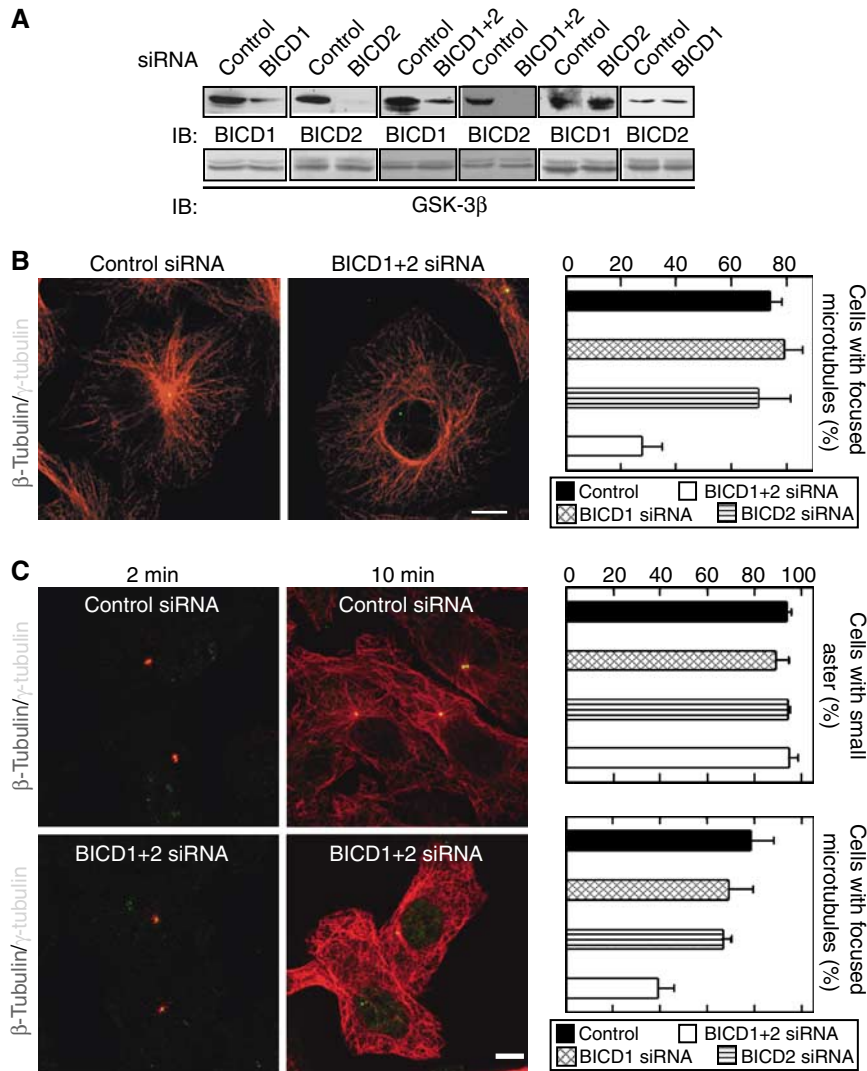 A
siRNA
Control BICD1 Control BICD2 Control BICD1+2 Control BICD1+2 Control BICD2 Control BICD1
IB: BICD1 BICD2 BICD1 BICD2 BICD1 BICD2
IB: GSK-3β
B
Control siRNA BICD1+2 siRNA
β-Tubulin/γ-tubulin
0 20 40 60 80
Cells with focused
microtubules (%)
Control BICD1+2 siRNA
BICD1 siRNA BICD2 siRNA
C
2 min 10 min
Control siRNA Control siRNA
β-Tubulin/γ-tubulin
BICD1+2 siRNA BICD1+2 siRNA
β-Tubulin/γ-tubulin
0 20 40 60 80 100
Cells with small
aster (%)
Cells with focused
microtubules (%)
Control BICD1+2 siRNA
BICD1 siRNA BICD2 siRNA